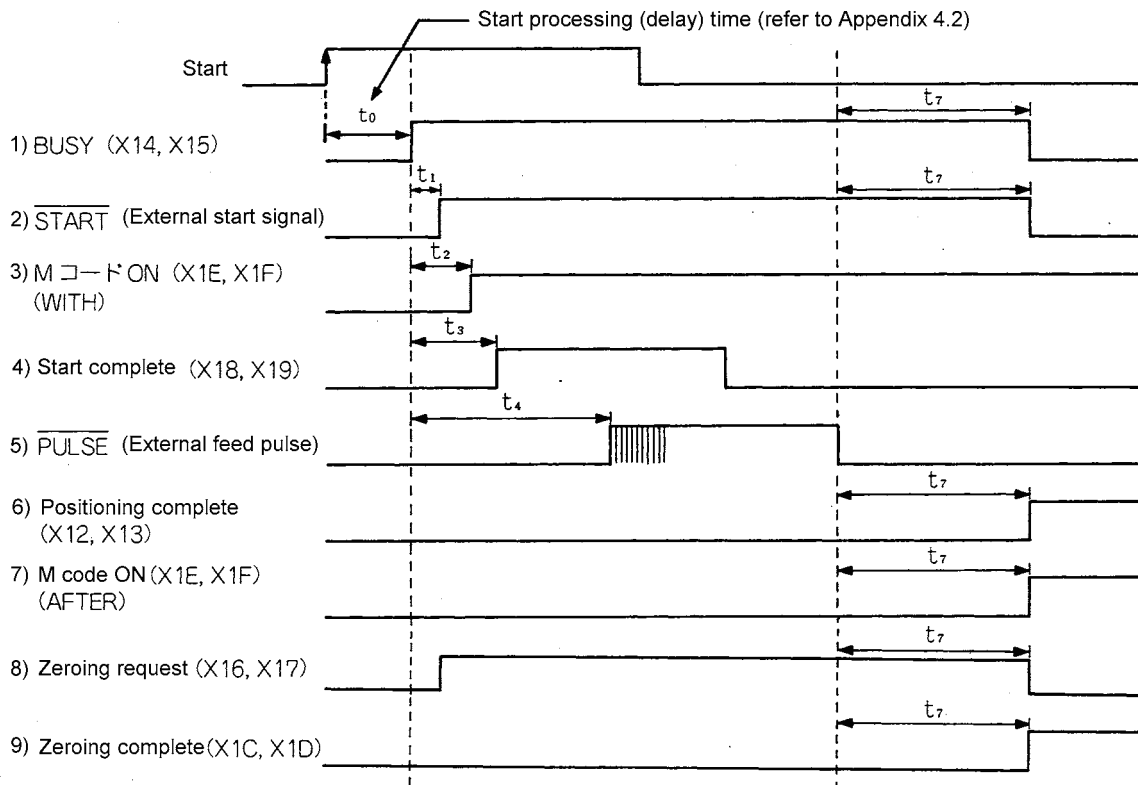 Start processing (delay) time (refer to Appendix 4.2)
Start
t₀
t₇
1) BUSY (X14, X15)
t₁
t₇
2) START (External start signal)
t₂
3) M コード ON (X1E, X1F)
(WITH)
t₃
4) Start complete (X18, X19)
t₄
5) PULSE (External feed pulse)
t₇
6) Positioning complete
(X12, X13)
t₇
7) M code ON (X1E, X1F)
(AFTER)
t₇
8) Zeroing request (X16, X17)
t₇
9) Zeroing complete (X1C, X1D)